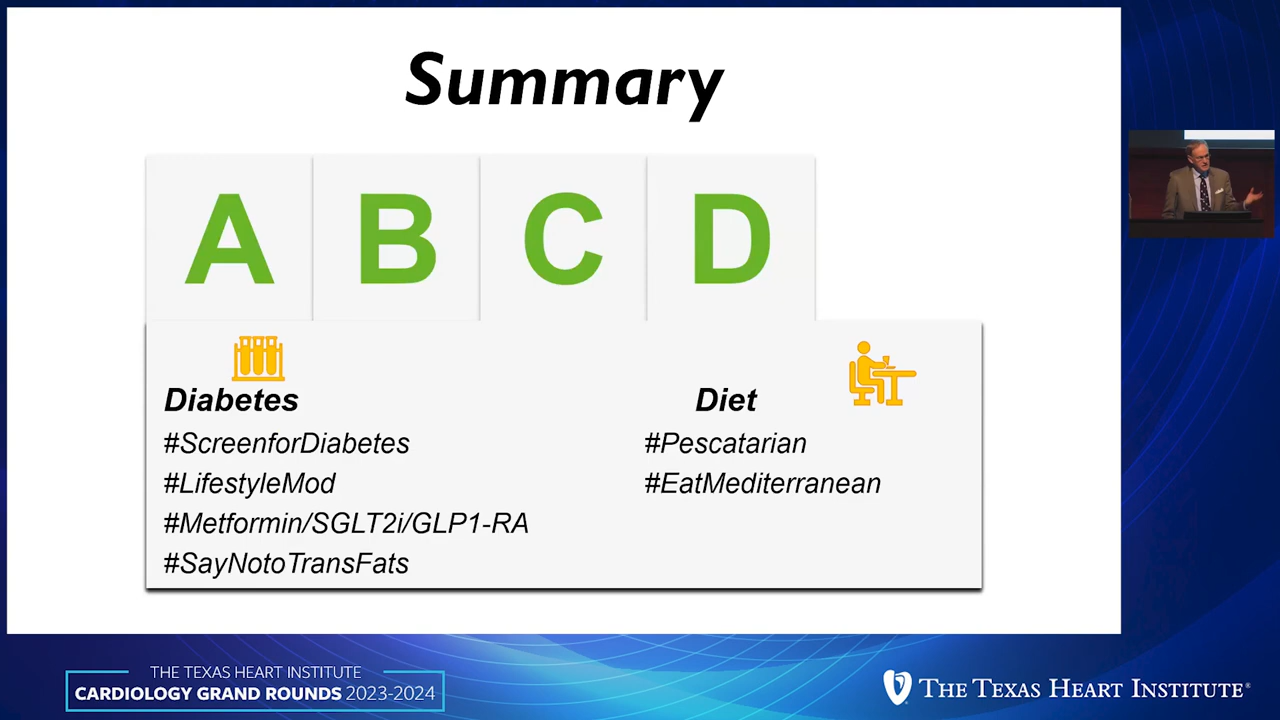 Summary
A B C D
Diabetes
#ScreenforDiabetes
#LifestyleMod
#Metformin/SGLT2i/GLP1-RA
#SayNotoTransFats
Diet
#Pescatarian
#EatMediterranean
THE TEXAS HEART INSTITUTE
CARDIOLOGY GRAND ROUNDS 2023-2024
THE TEXAS HEART INSTITUTE®